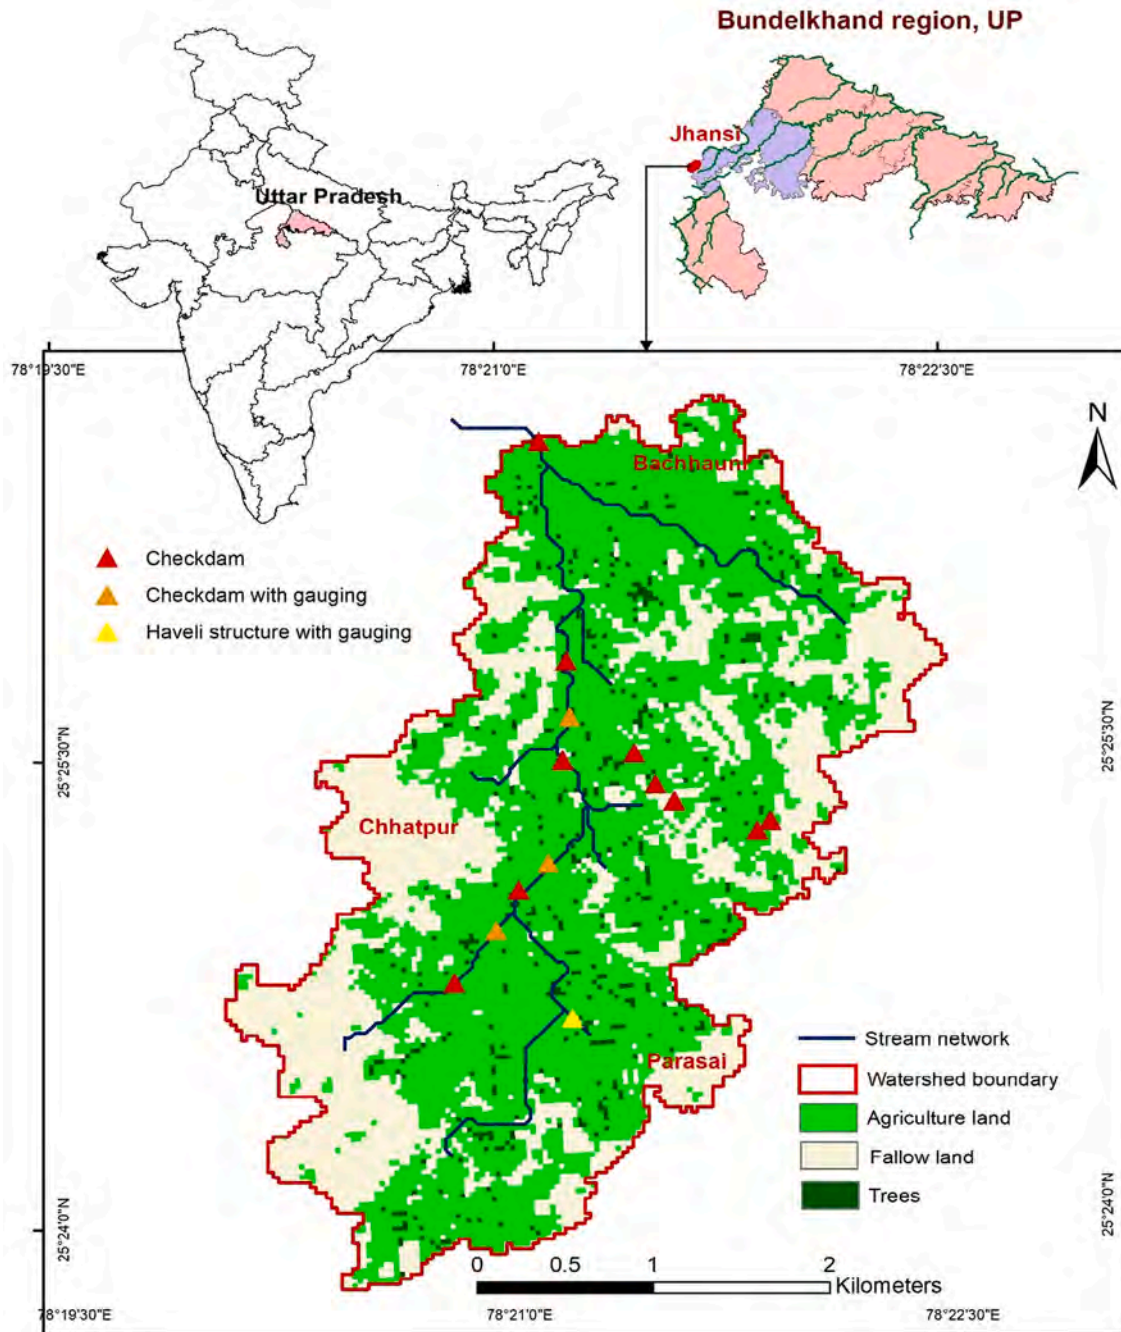 Bundelkhand region, UP
Jhansi
Uttar Pradesh
78°19'30"E
78°21'0"E
78°22'30"E
N
Bachhauni
Checkdam
Checkdam with gauging
Haveli structure with gauging
25°25'30"N
25°25'30"N
Chhatpur
Parasai
Stream network
Watershed boundary
Agriculture land
Fallow land
Trees
25°24'0"N
25°24'0"N
0 0.5 1 2
Kilometers
78°19'30"E
78°21'0"E
78°22'30"E